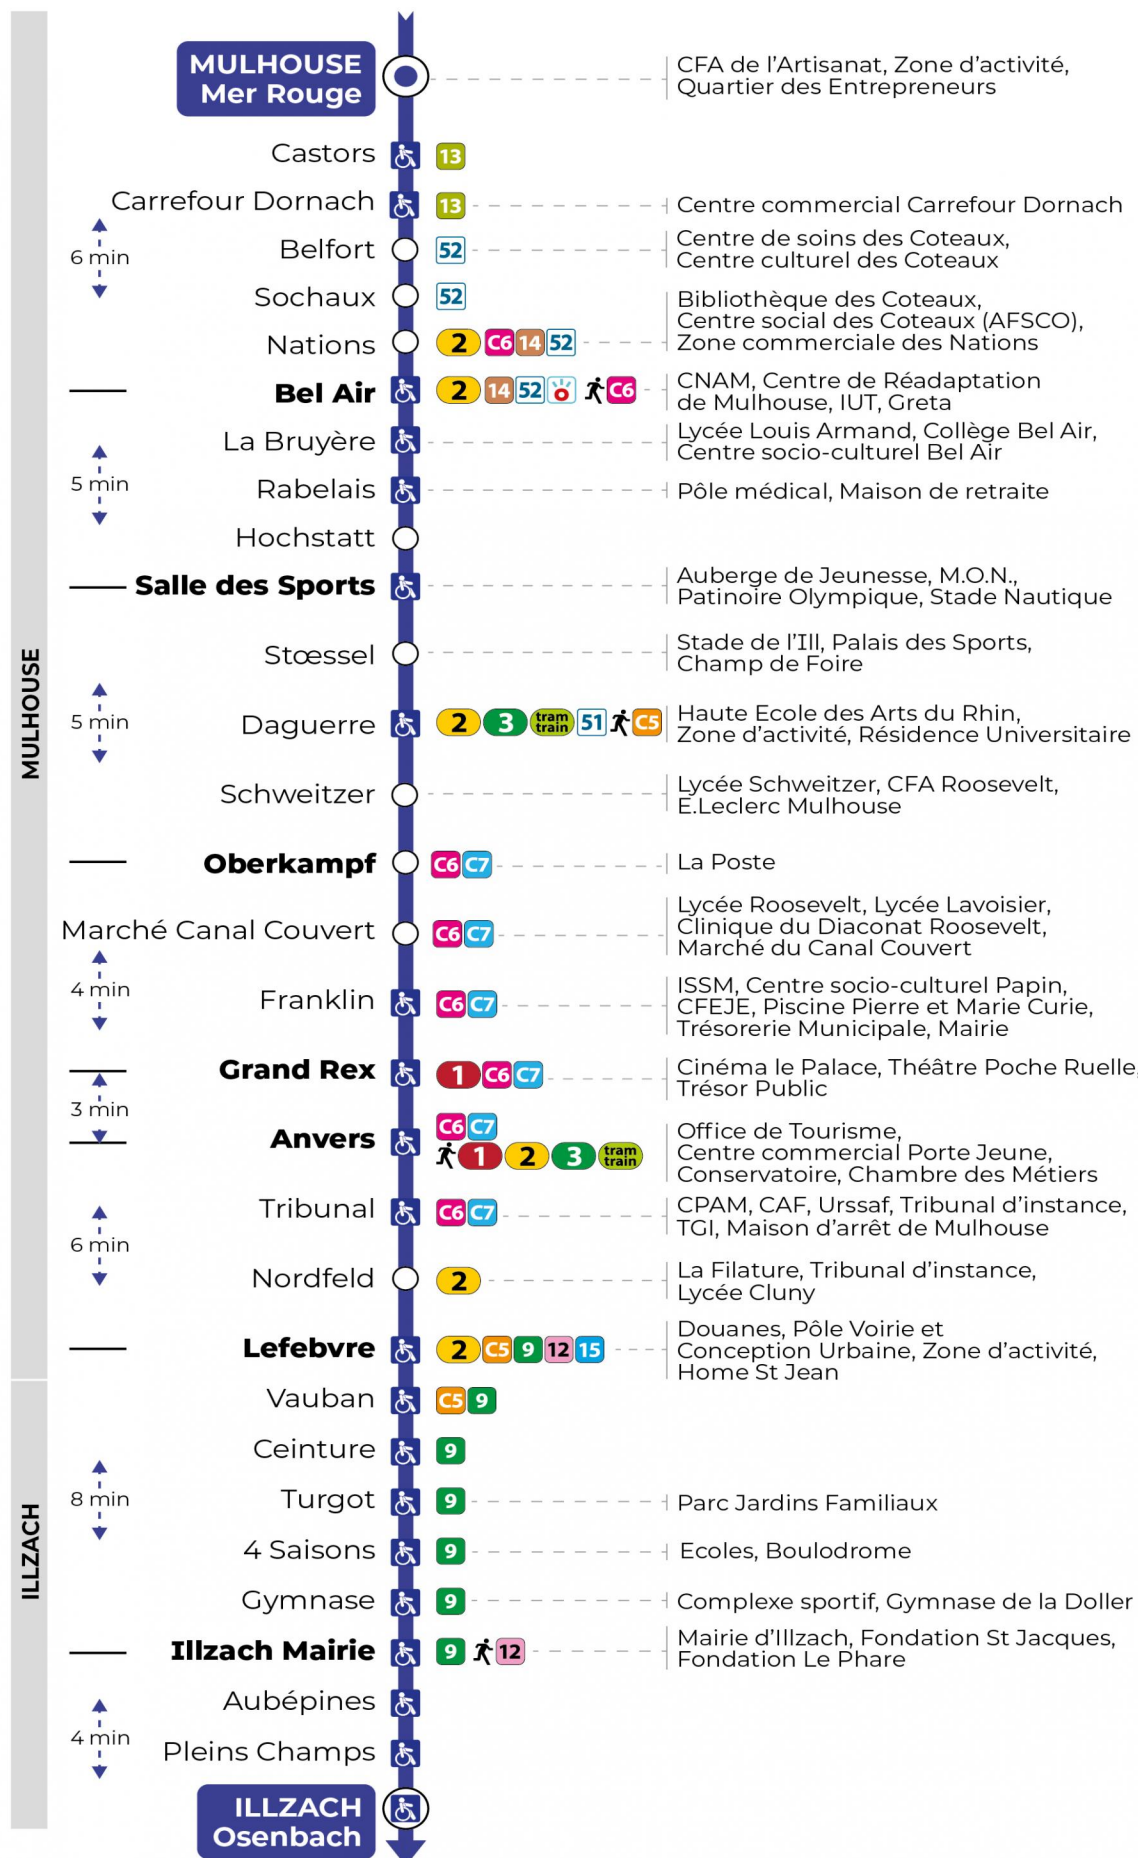 MULHOUSE
Mer Rouge
CFA de l'Artisanat, Zone d'activité,
Quartier des Entrepreneurs
Castors
13
Carrefour Dornach
13
Centre commercial Carrefour Dornach
6 min
Belfort
52
Centre de soins des Coteaux,
Centre culturel des Coteaux
Sochaux
52
Nations
2 C6 14 52
Bibliothèque des Coteaux,
Centre social des Coteaux (AFSCO),
Zone commerciale des Nations
Bel Air
2 14 52 C6
CNAM, Centre de Réadaptation
de Mulhouse, IUT, Greta
5 min
La Bruyère
Lycée Louis Armand, Collège Bel Air,
Centre socio-culturel Bel Air
Rabelais
Pôle médical, Maison de retraite
Hochstatt
Salle des Sports
Auberge de Jeunesse, M.O.N.,
Patinoire Olympique, Stade Nautique
MULHOUSE
Stœssel
Stade de l'Ill, Palais des Sports,
Champ de Foire
5 min
Daguerre
2 3 tram train 51 C5
Haute Ecole des Arts du Rhin,
Zone d'activité, Résidence Universitaire
Schweitzer
Lycée Schweitzer, CFA Roosevelt,
E.Leclerc Mulhouse
Oberkampf
C6 C7
La Poste
Marché Canal Couvert
C6 C7
Lycée Roosevelt, Lycée Lavoisier,
Clinique du Diaconat Roosevelt,
Marché du Canal Couvert
4 min
Franklin
C6 C7
ISSM, Centre socio-culturel Papin,
CFEJE, Piscine Pierre et Marie Curie,
Trésorerie Municipale, Mairie
Grand Rex
1 C6 C7
Cinéma le Palace, Théâtre Poche Ruelle,
Trésor Public
3 min
Anvers
C6 C7
1 2 3 tram train
Office de Tourisme,
Centre commercial Porte Jeune,
Conservatoire, Chambre des Métiers
6 min
Tribunal
C6 C7
CPAM, CAF, Urssaf, Tribunal d'instance,
TGI, Maison d'arrêt de Mulhouse
Nordfeld
2
La Filature, Tribunal d'instance,
Lycée Cluny
Lefebvre
2 C5 9 12 15
Douanes, Pôle Voirie et
Conception Urbaine, Zone d'activité,
Home St Jean
ILLZACH
Vauban
C5 9
Ceinture
9
8 min
Turgot
9
Parc Jardins Familiaux
4 Saisons
9
Ecoles, Boulodrome
Gymnase
9
Complexe sportif, Gymnase de la Doller
Illzach Mairie
9 12
Mairie d'Illzach, Fondation St Jacques,
Fondation Le Phare
Aubépines
4 min
Pleins Champs
ILLZACH
Osenbach